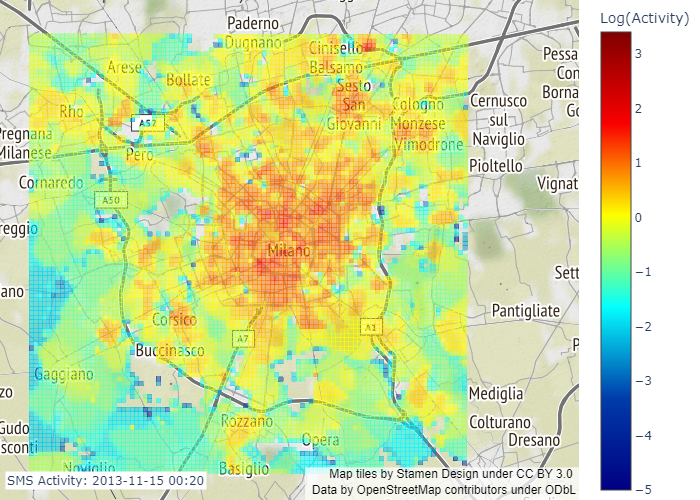 Paderno
Dugnano
Cinisello
Balsamo
Arese
Bollate
Sesto
San
Giovanni
Cologno
Monzese
Vimodrone
Cernusco
sul
Naviglio
Pioltello
Pessa
Con
Borna
Go
Rho
A52
Pero
Pregnana
Milanese
Cornaredo
A50
reggio
Vignat
Milano
Sett
ano
Corsico
A7
A1
Pantigliate
Buccinasco
P
Gaggiano
zo
Mediglia
Rozzano
Colturano
Gudo
sconti
Opera
Dresano
Noviglio
Basiglio
SMS Activity: 2013-11-15 00:20
Map tiles by Stamen Design under CC BY 3.0
Data by OpenStreetMap contributors under ODbL
Log(Activity)
3
2
1
0
−1
−2
−3
−4
−5